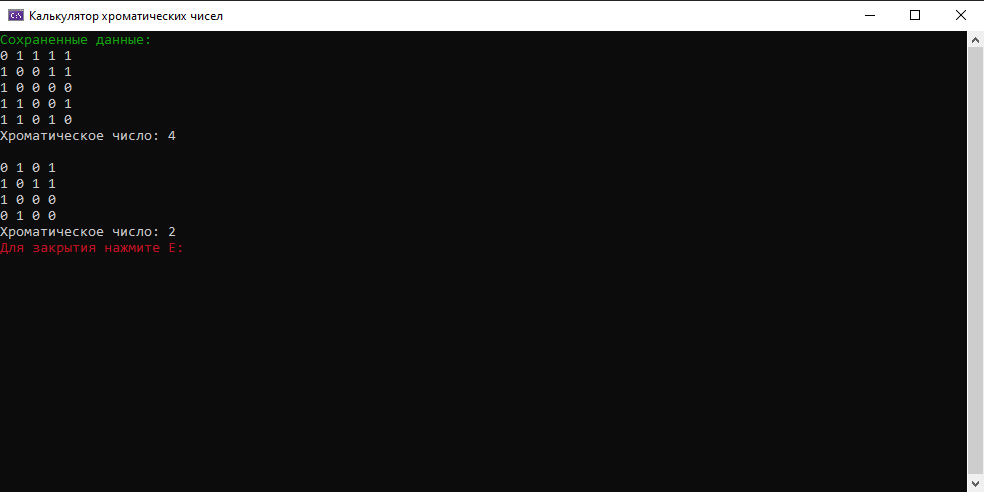 Калькулятор хроматических чисел
Сохраненные данные:
0 1 1 1 1
1 0 0 1 1
1 0 0 0 0
1 1 0 0 1
1 1 0 1 0
Хроматическое число: 4
0 1 0 1
1 0 1 1
1 0 0 0
0 1 0 0
Хроматическое число: 2
Для закрытия нажмите Е: